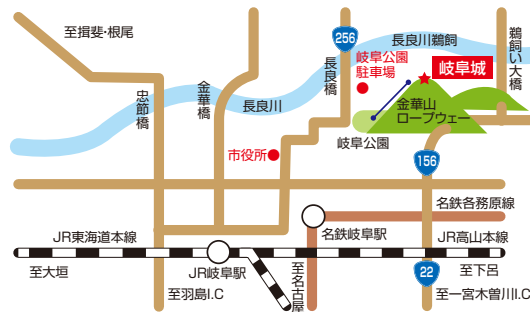 至揖斐・根尾
忠節橋
金華橋
長良川
256
長良橋
長良川鵜飼
岐阜公園
駐車場
岐阜城
鵜飼い大橋
金華山
ロープウェー
岐阜公園
市役所
156
名鉄各務原線
名鉄岐阜駅
JR東海道本線
JR高山本線
至大垣
JR岐阜駅
至名古屋
22
至下呂
至羽島I.C
至一宮木曽川I.C